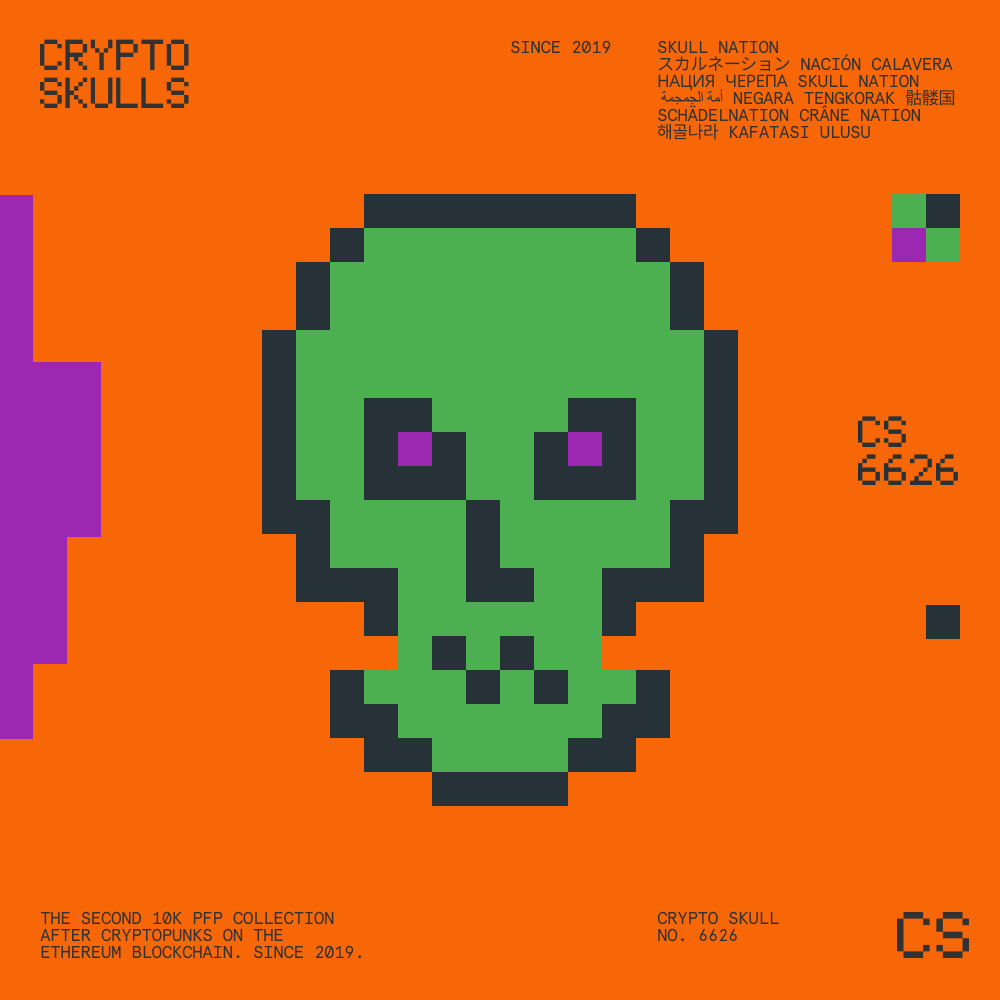 CRYPTO
SKULLS
SINCE 2019
SKULL NATION
スカルネーション NACIÓN CALAVERA
НАЦИЯ ЧЕРЕПА SKULL NATION
أمة الجمجمة NEGARA TENGKORAK 骷髅国
SCHÄDELNATION CRÂNE NATION
해골나라 KAFATASI ULUSU
CS
6626
THE SECOND 10K PFP COLLECTION
AFTER CRYPTOPUNKS ON THE
ETHEREUM BLOCKCHAIN. SINCE 2019.
CRYPTO SKULL
NO. 6626
CS